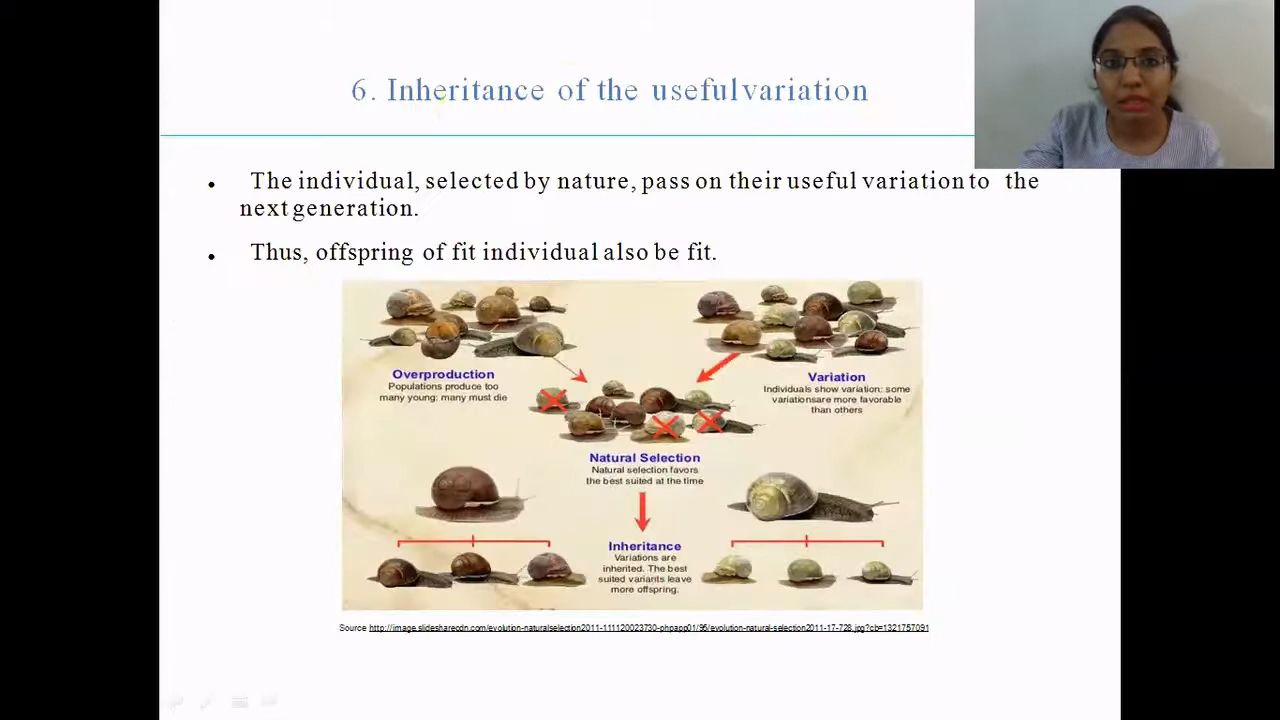 6. Inheritance of the usefulvariation
• The individual, selected by nature, pass on their useful variation to the
next generation.
• Thus, offspring of fit individual also be fit.
Overproduction
Populations produce too
many young: many must die
Variation
Individuals show variation: some
variationsare more favorable
than others
Natural Selection
Natural selection favors
the best suited at the time
Inheritance
Variations are
inherited. The best
suited variants leave
more offspring.
Source http://image.slidesharecdn.com/evolution-naturalselection2011-111120023730-phpapp01/95/evolution-natural-selection2011-17-728.jpg?cb=1321757091